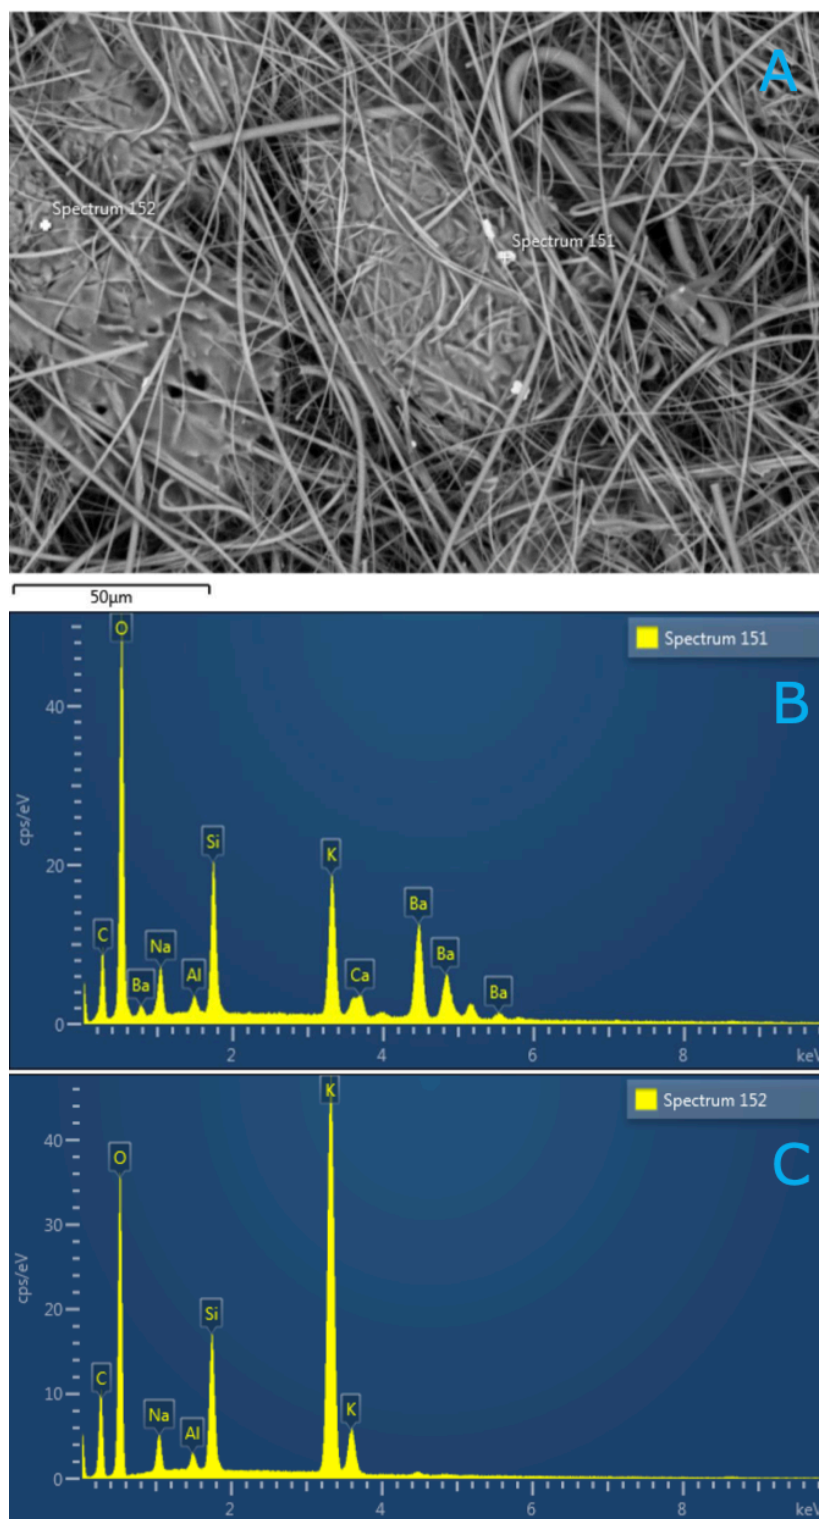 A
Spectrum 152
Spectrum 151
50µm
O
Spectrum 151
B
40
cps/eV
Si
20
K
Ba
C
Na
Ba
Ba
Al
Ca
Ba
0
2
4
6
8
keV
K
Spectrum 152
40
O
C
30
cps/eV
Si
20
C
10
Na
K
Al
0
2
4
6
8
keV